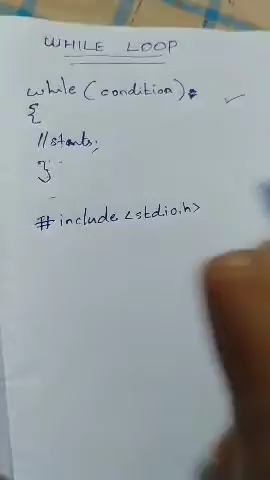 WHILE LOOP
while (condition)
{
//stmts;
}
#include <stdio.h>